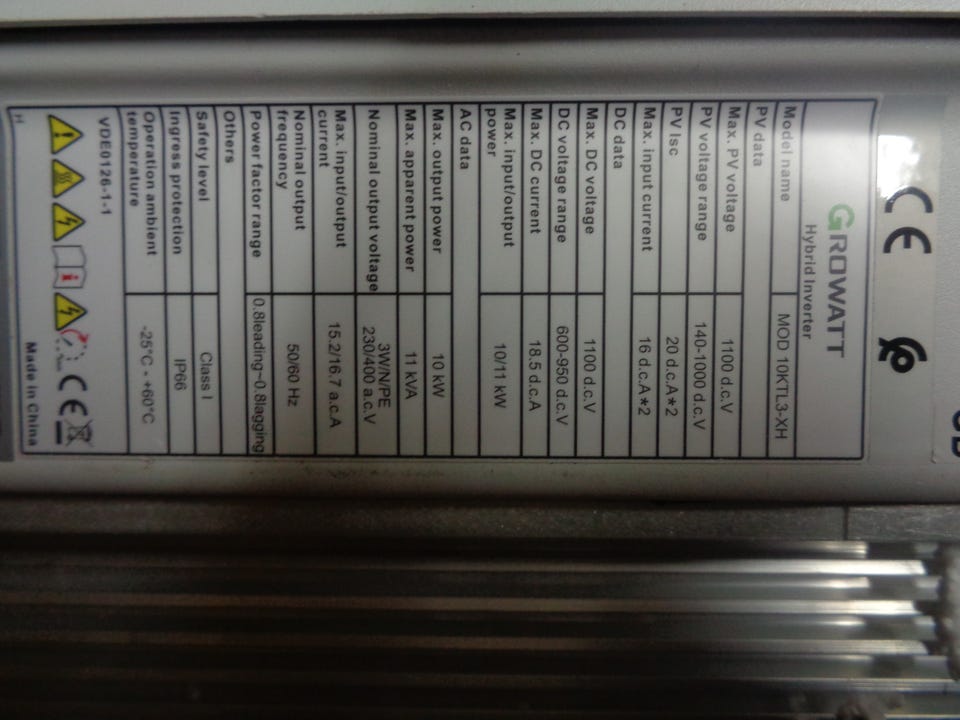 CE
GROWATT
Hybrid Inverter
Model name MOD 10KTL3-XH
PV data
Max. PV voltage 1100 d.c.V
PV voltage range 140-1000 d.c.V
PV Isc 20 d.c.A*2
Max. input current 16 d.c.A*2
DC data
Max. DC voltage 1100 d.c.V
DC voltage range 600-950 d.c.V
Max. DC current 18.5 d.c.A
Max. input/output
power 10/11 kW
AC data
Max. output power 10 kW
Max. apparent power 11 kVA
Nominal output voltage 3W/N/PE
230/400 a.c.V
Max. input/output
current 15.2/16.7 a.c.A
Nominal output
frequency 50/60 Hz
Power factor range 0.8leading~0.8lagging
Others
Safety level Class I
Ingress protection IP66
Operation ambient
temperature -25°C - +60°C
VDE0126-1-1
CE
H Made in China